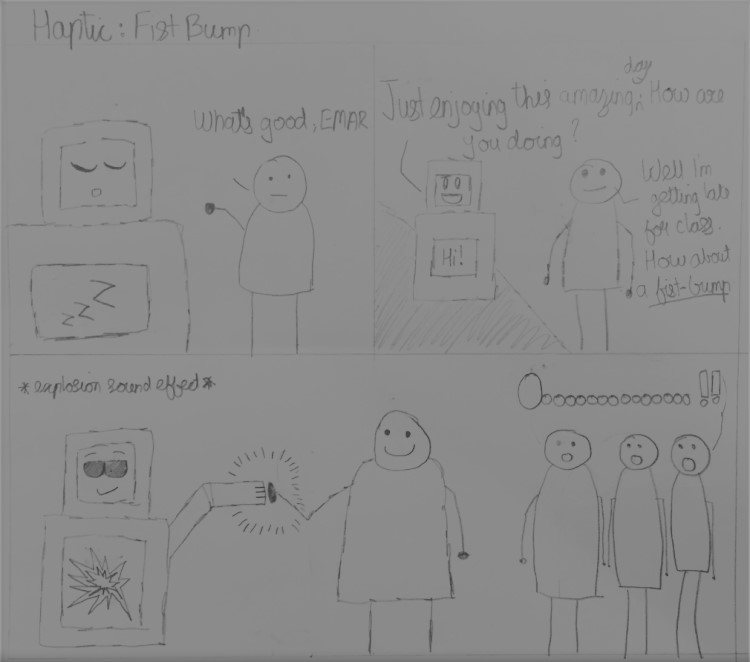 Haptic: Fist Bump
What's good, EMAR
Z
Z
Z
day
Just enjoying this amazing, How are
you doing?
Hi!
Well I'm
getting late
for class.
How about
a fist-bump
*explosion sound effect*
Oooooooooooooo!!